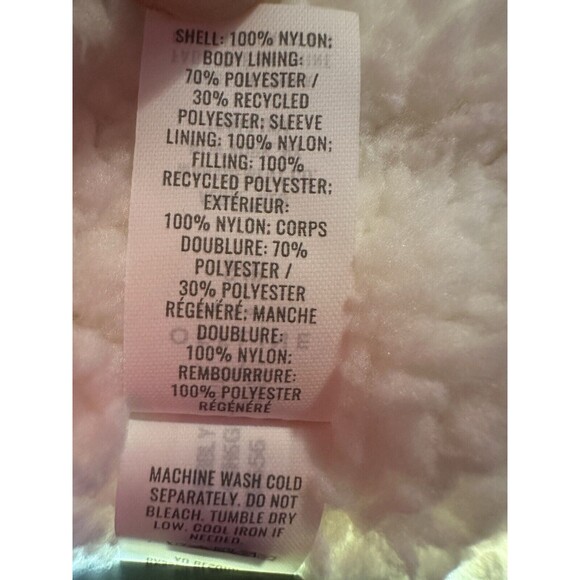 SHELL: 100% NYLON;
BODY LINING:
70% POLYESTER /
30% RECYCLED
POLYESTER; SLEEVE
LINING: 100% NYLON;
FILLING: 100%
RECYCLED POLYESTER;
EXTÉRIEUR:
100% NYLON; CORPS
DOUBLURE: 70%
POLYESTER /
30% POLYESTER
RÉGÉNÉRÉ; MANCHE
DOUBLURE:
100% NYLON;
REMBOURRURE:
100% POLYESTER
RÉGÉNÉRÉ
MACHINE WASH COLD
SEPARATELY. DO NOT
BLEACH. TUMBLE DRY
LOW. COOL IRON IF
NEEDED.